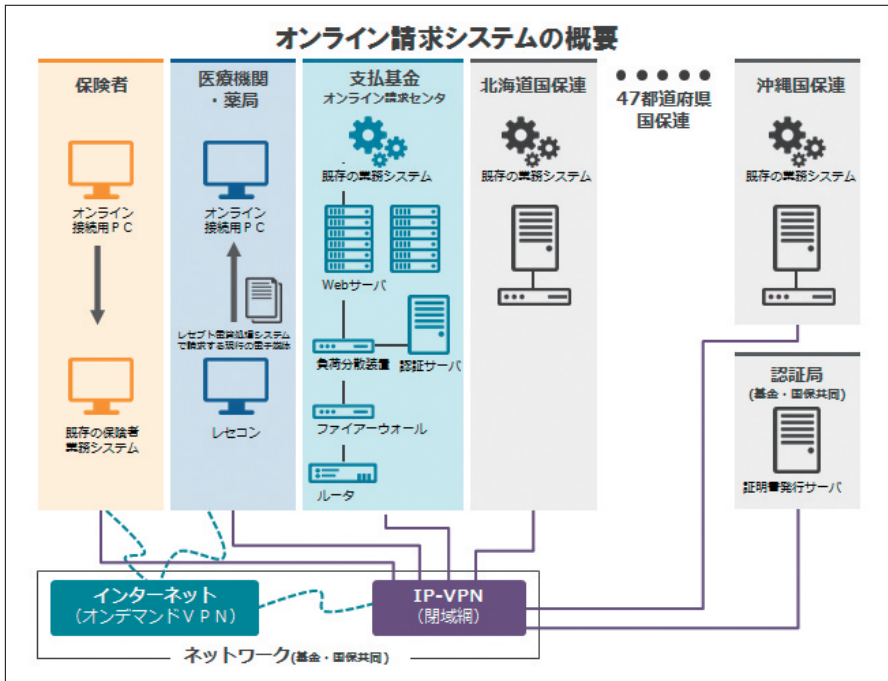 オンライン請求システムの概要
保険者
オンライン
接続用PC
既存の保険者
業務システム
医療機関
・薬局
オンライン
接続用PC
レセプト電算処理システム
で請求する現行の電子媒体
レセコン
支払基金
オンライン請求センタ
既存の業務システム
Webサーバ
負荷分散装置
認証サーバ
ファイアーウオール
ルータ
北海道国保連
既存の業務システム
47都道府県
国保連
沖縄国保連
既存の業務システム
認証局
(基金・国保共同)
証明書発行サーバ
インターネット
(オンデマンドVPN)
IP-VPN
(閉域網)
ネットワーク(基金・国保共同)